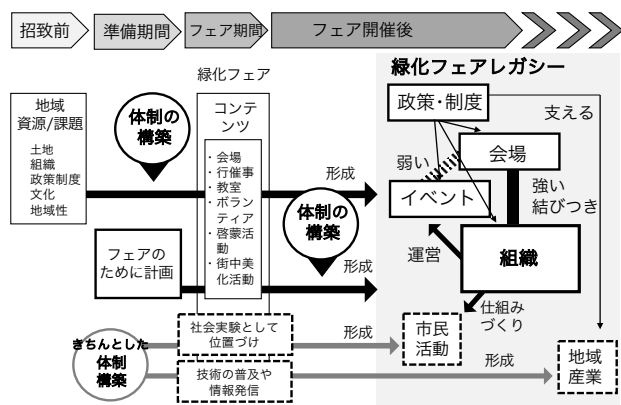 招致前
準備期間
フェア期間
フェア開催後
緑化フェア
緑化フェアレガシー
地域
資源/課題
土地
組織
政策制度
文化
地域性
体制の
構築
コンテ
ンツ
・会場
・行催事
・教室
・ボラン
ティア
・啓蒙活
動
・街中美
化活動
形成
体制の
構築
形成
フェアの
ために計画
政策・制度
支える
会場
弱い
イベント
強い
結びつき
運営
組織
仕組み
づくり
きちんとした
体制
構築
社会実験として
位置づけ
形成
市民
活動
技術の普及や
情報発信
形成
地域
産業